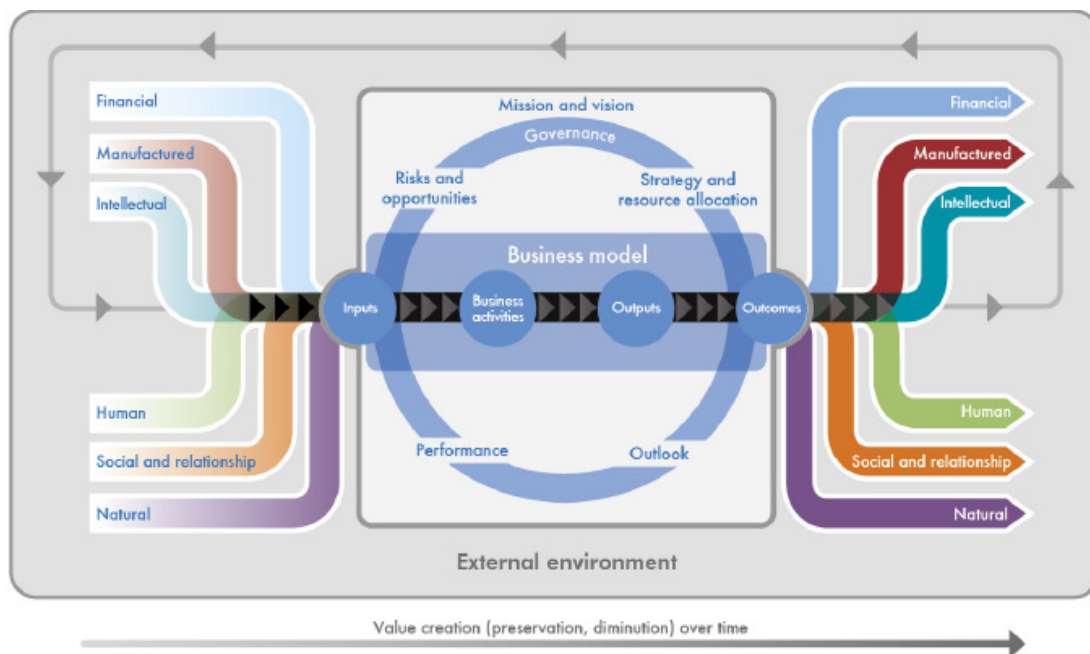 Financial
Manufactured
Intellectual
Human
Social and relationship
Natural
Mission and vision
Governance
Risks and
opportunities
Strategy and
resource allocation
Business model
Inputs
Business
activities
Outputs
Outcomes
Performance
Outlook
Financial
Manufactured
Intellectual
Human
Social and relationship
Natural
External environment
Value creation (preservation, diminution) over time